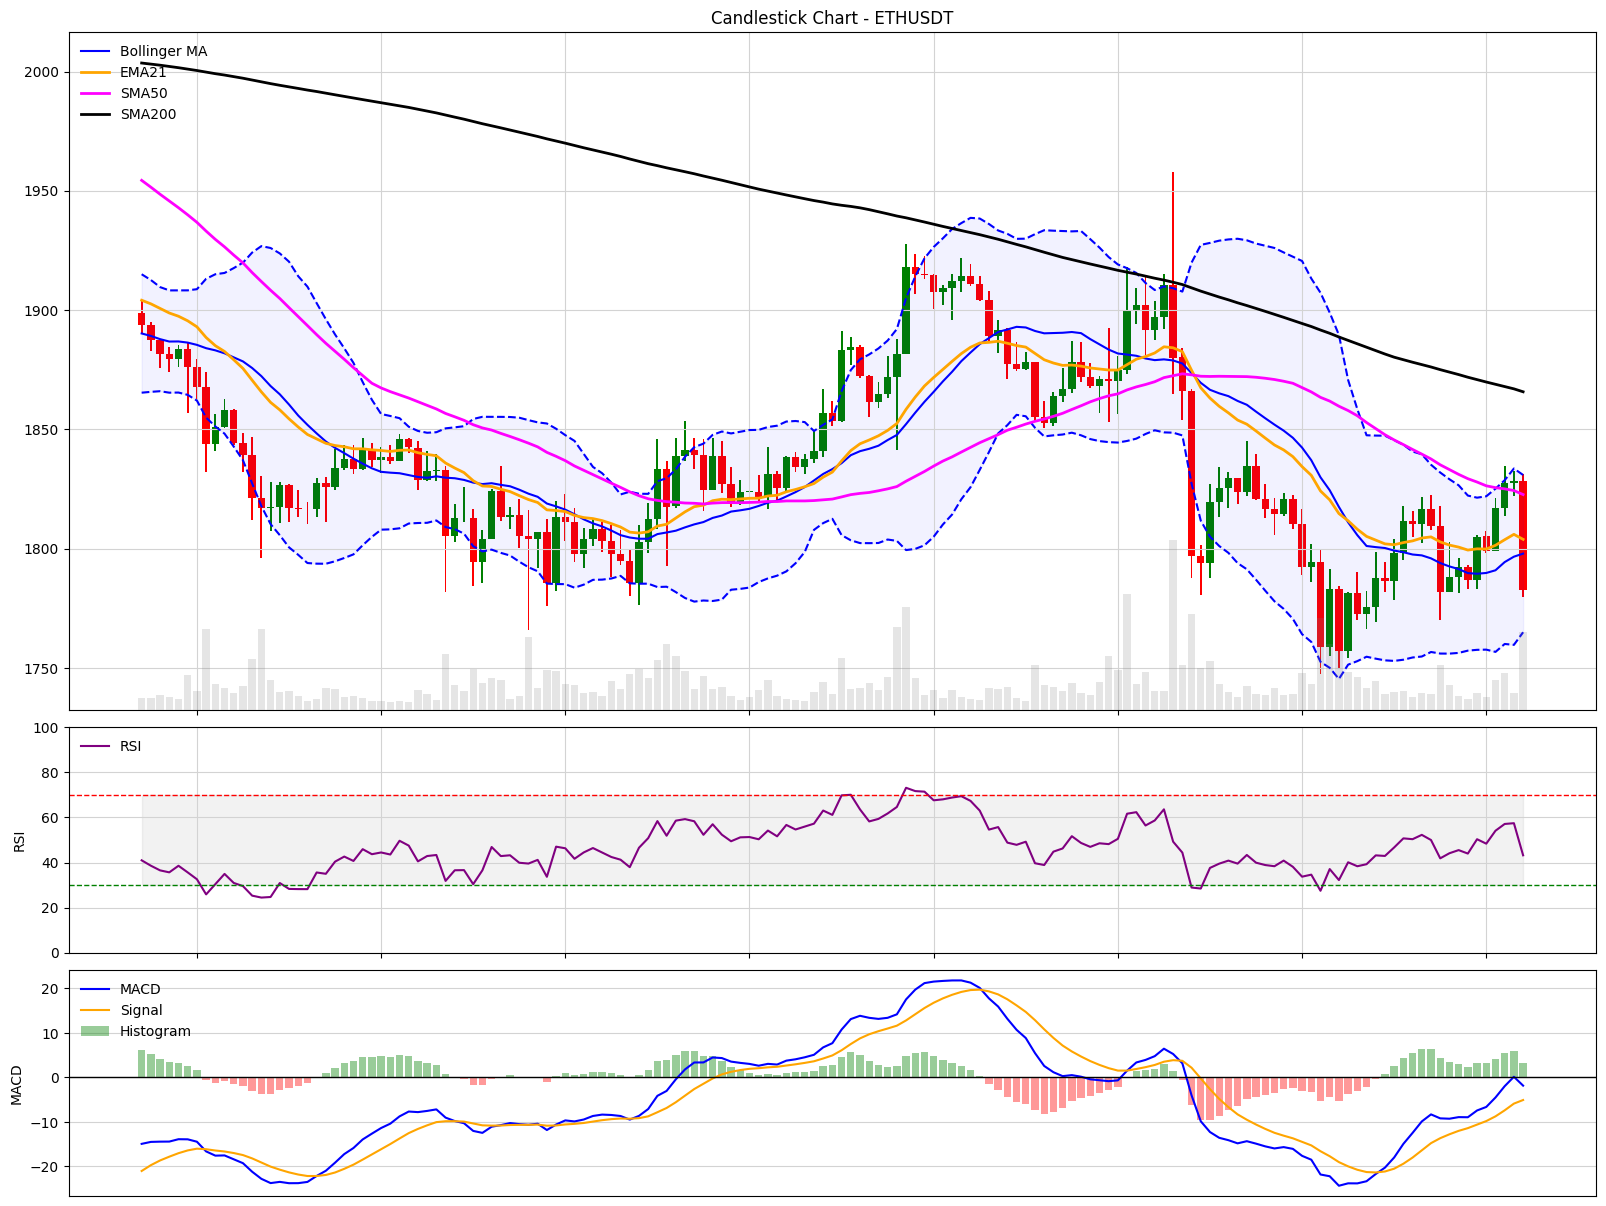 Candlestick Chart - ETHUSDT
Bollinger MA
EMA21
SMA50
SMA200
2000
1950
1900
1850
1800
1750
RSI
100
80
60
40
20
0
RSI
MACD
Signal
Histogram
20
10
0
−10
−20
MACD